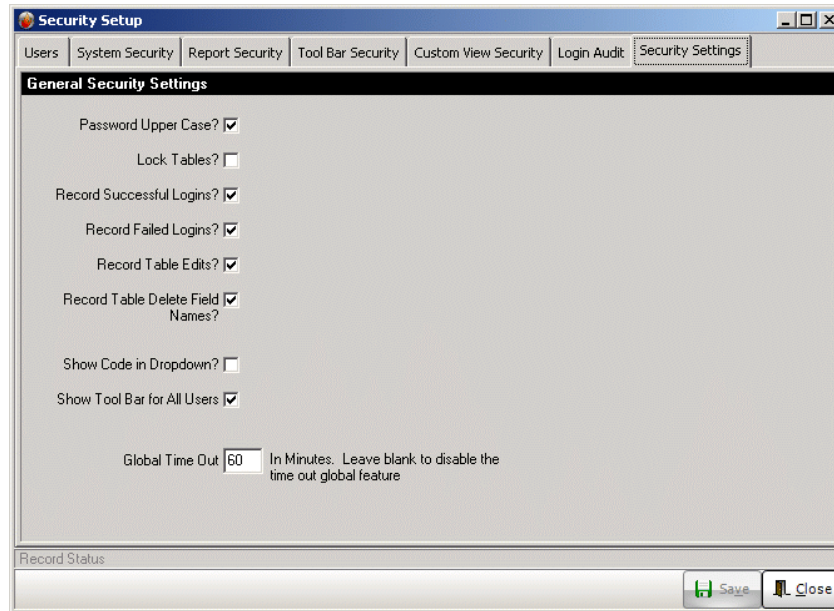 Security Setup
Users System Security Report Security Tool Bar Security Custom View Security Login Audit Security Settings
General Security Settings
Password Upper Case?
Lock Tables?
Record Successful Logins?
Record Failed Logins?
Record Table Edits?
Record Table Delete Field
Names?
Show Code in Dropdown?
Show Tool Bar for All Users
Global Time Out 60 In Minutes. Leave blank to disable the
time out global feature
Record Status
Save Close